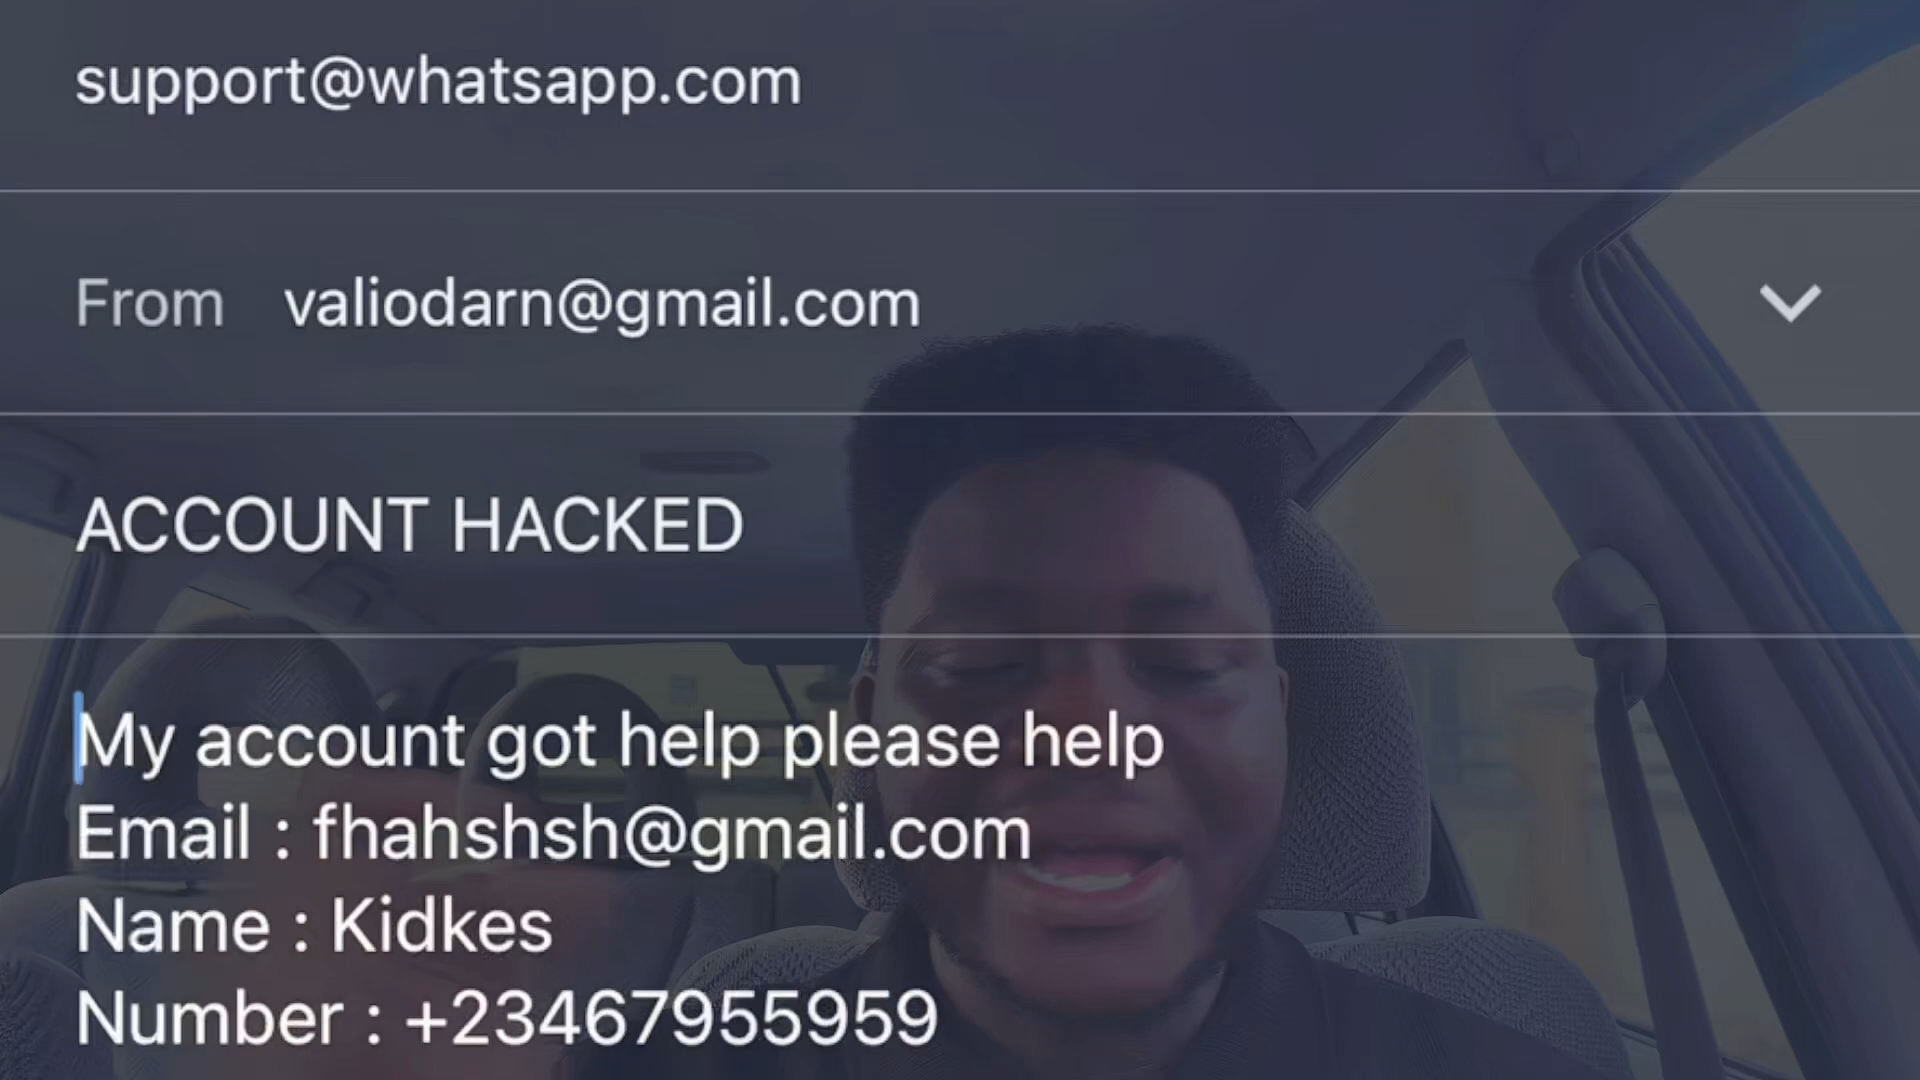 support@whatsapp.com
From valiodarn@gmail.com
ACCOUNT HACKED
My account got help please help
Email : fhahshsh@gmail.com
Name : Kidkes
Number : +23467955959